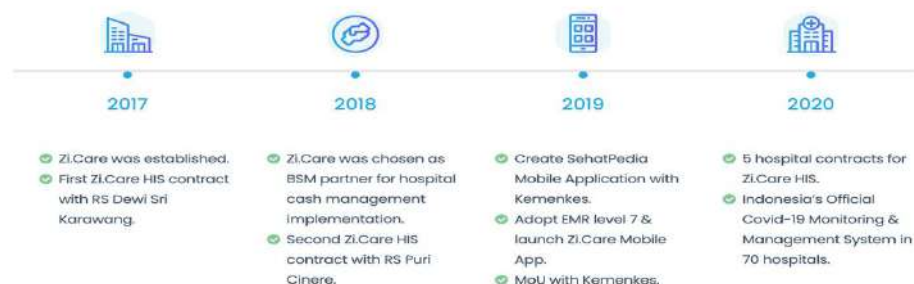 2017
2018
2019
2020
Zi.Care was established.
First Zi.Care HIS contract
with RS Dewi Sri
Karawang.
Zi.Care was chosen as
BSM partner for hospital
cash management
implementation.
Second Zi.Care HIS
contract with RS Puri
Cinere.
Create SehatPedia
Mobile Application with
Kemenkes.
Adopt EMR level 7 &
launch Zi.Care Mobile
App.
MoU with Kemenkes.
5 hospital contracts for
Zi.Care HIS.
Indonesia's Official
Covid-19 Monitoring &
Management System in
70 hospitals.